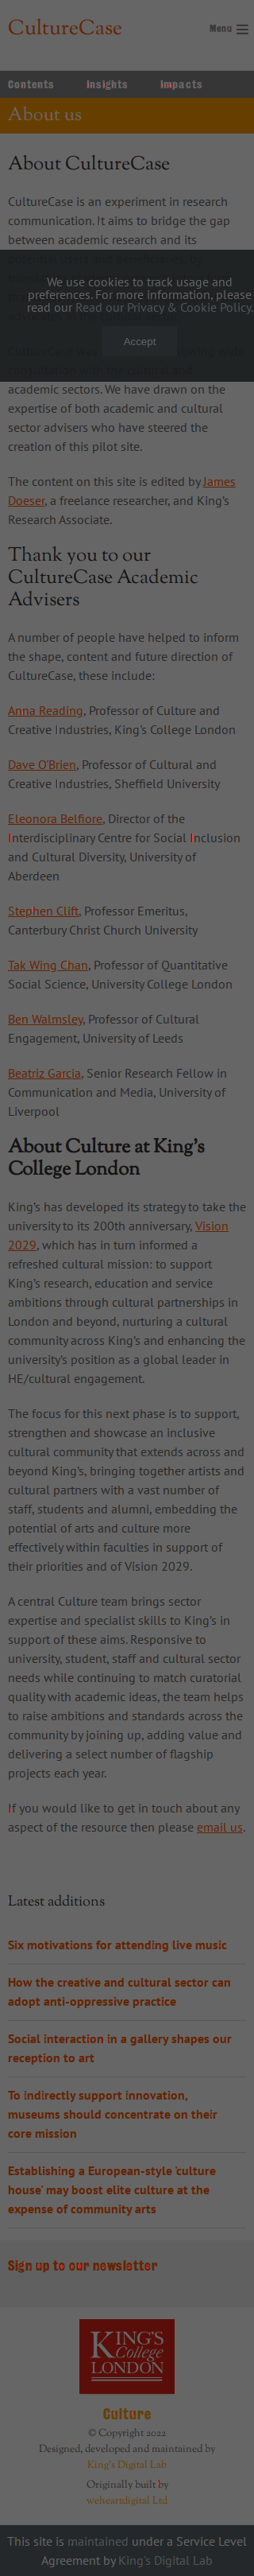 CultureCase
Menu
Contents Insights Impacts
About us
About CultureCase
CultureCase is an experiment in research
communication. It aims to bridge the gap
between academic research and its
We use cookies to track usage and
preferences. For more information, please
read our Read our Privacy & Cookie Policy.
Accept
academic sectors. We have drawn on the
expertise of both academic and cultural
sector advisers who have steered the
creation of this pilot site.
The content on this site is edited by James
Doeser, a freelance researcher, and King's
Research Associate.
Thank you to our
CultureCase Academic
Advisers
A number of people have helped to inform
the shape, content and future direction of
CultureCase, these include:
Anna Reading, Professor of Culture and
Creative Industries, King's College London
Dave O'Brien, Professor of Cultural and
Creative Industries, Sheffield University
Eleonora Belfiore, Director of the
Interdisciplinary Centre for Social Inclusion
and Cultural Diversity, University of
Aberdeen
Stephen Clift, Professor Emeritus,
Canterbury Christ Church University
Tak Wing Chan, Professor of Quantitative
Social Science, University College London
Ben Walmsley, Professor of Cultural
Engagement, University of Leeds
Beatriz Garcia, Senior Research Fellow in
Communication and Media, University of
Liverpool
About Culture at King's
College London
King's has developed its strategy to take the
university to its 200th anniversary, Vision
2029, which has in turn informed a
refreshed cultural mission: to support
King's research, education and service
ambitions through cultural partnerships in
London and beyond, nurturing a cultural
community across King's and enhancing the
university's position as a global leader in
HE/cultural engagement.
The focus for this next phase is to support,
strengthen and showcase an inclusive
cultural community that extends across and
beyond King's, bringing together artists and
cultural partners with a vast number of
staff, students and alumni, embedding the
potential of arts and culture more
effectively within faculties in support of
their priorities and of Vision 2029.
A central Culture team brings sector
expertise and specialist skills to King's in
support of these aims. Responsive to
university, student, staff and cultural sector
needs while continuing to match curatorial
quality with academic ideas, the team helps
to raise ambitions and standards across the
community by joining up, adding value and
delivering a select number of flagship
projects each year.
If you would like to get in touch about any
aspect of the resource then please email us.
Latest additions
Six motivations for attending live music
How the creative and cultural sector can
adopt anti-oppressive practice
Social interaction in a gallery shapes our
reception to art
To indirectly support innovation,
museums should concentrate on their
core mission
Establishing a European-style 'culture
house' may boost elite culture at the
expense of community arts
Sign up to our newsletter
KING'S
College
LONDON
Culture
© Copyright 2022
Designed, developed and maintained by
King's Digital Lab
Originally built by
weheartdigital Ltd
This site is maintained under a Service Level
Agreement by King's Digital Lab